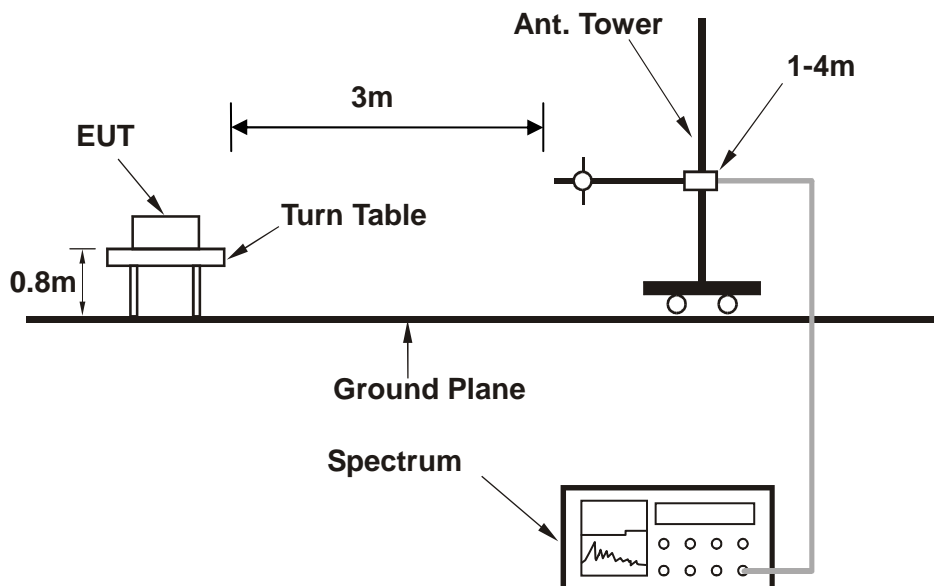 Ant. Tower
1-4m
3m
EUT
Turn Table
0.8m
Ground Plane
Spectrum